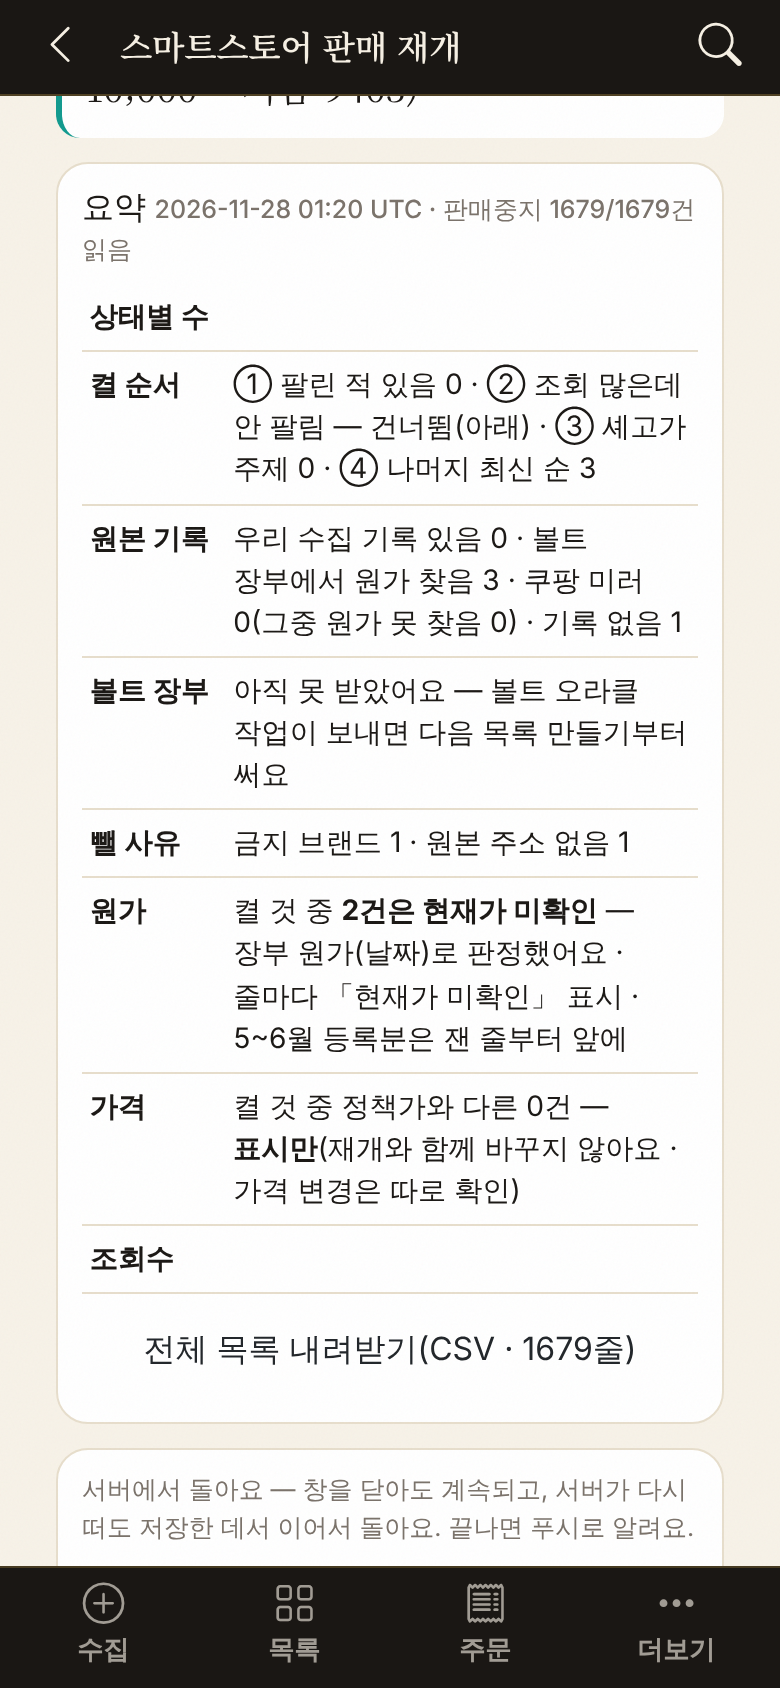 스마트스토어 판매 재개
요약 2026-11-28 01:20 UTC · 판매중지 1679/1679건
읽음
상태별 수
켤 순서
① 팔린 적 있음 0 · ② 조회 많은데
안 팔림 — 건너뜀(아래) · ③ 셰고가
주제 0 · ④ 나머지 최신 순 3
원본 기록
우리 수집 기록 있음 0 · 볼트
장부에서 원가 찾음 3 · 쿠팡 미러
0(그중 원가 못 찾음 0) · 기록 없음 1
볼트 장부
아직 못 받았어요 — 볼트 오라클
작업이 보내면 다음 목록 만들기부터
써요
뺄 사유
금지 브랜드 1 · 원본 주소 없음 1
원가
켤 것 중 2건은 현재가 미확인 —
장부 원가(날짜)로 판정했어요 ·
줄마다 「현재가 미확인」 표시 ·
5~6월 등록분은 잰 줄부터 앞에
가격
켤 것 중 정책가와 다른 0건 —
표시만(재개와 함께 바꾸지 않아요 ·
가격 변경은 따로 확인)
조회수
전체 목록 내려받기(CSV · 1679줄)
서버에서 돌아요 — 창을 닫아도 계속되고, 서버가 다시
떠도 저장한 데서 이어서 돌아요. 끝나면 푸시로 알려요.
수집
목록
주문
더보기